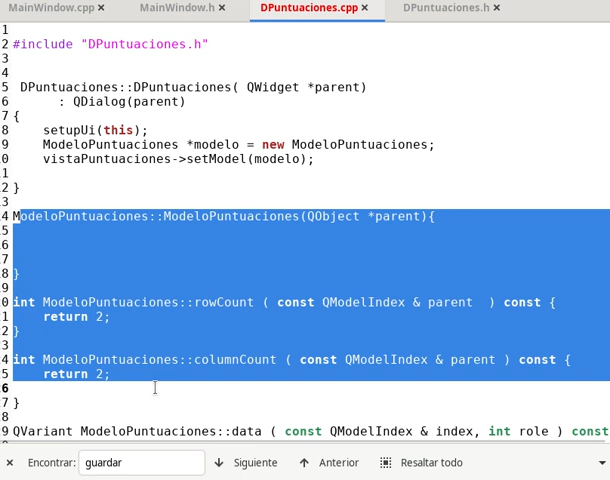 MainWindow.cpp × MainWindow.h × DPuntuaciones.cpp × DPuntuaciones.h ×
1
2 #include "DPuntuaciones.h"
3
4
5 DPuntuaciones::DPuntuaciones( QWidget *parent)
6 : QDialog(parent)
7 {
8 setupUi(this);
9 ModeloPuntuaciones *modelo = new ModeloPuntuaciones;
0 vistaPuntuaciones->setModel(modelo);
1
2 }
3
4 ModeloPuntuaciones::ModeloPuntuaciones(QObject *parent){
5
6
7
8 }
9
0 int ModeloPuntuaciones::rowCount ( const QModelIndex & parent ) const {
1 return 2;
2 }
3
4 int ModeloPuntuaciones::columnCount ( const QModelIndex & parent ) const {
5 return 2;
6
7 }
8
9 QVariant ModeloPuntuaciones::data ( const QModelIndex & index, int role ) const
× Encontrar: guardar Siguiente Anterior Resaltar todo